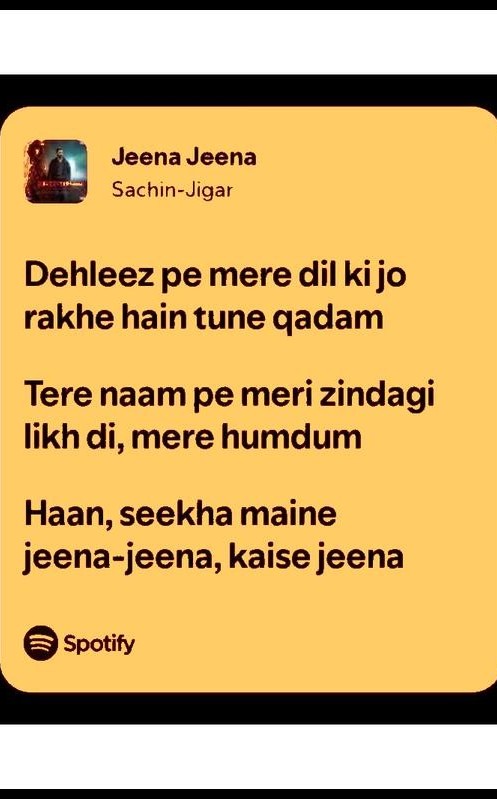 Jeena Jeena
Sachin-Jigar
Dehleez pe mere dil ki jo
rakhe hain tune qadam
Tere naam pe meri zindagi
likh di, mere humdum
Haan, seekha maine
jeena-jeena, kaise jeena
Spotify